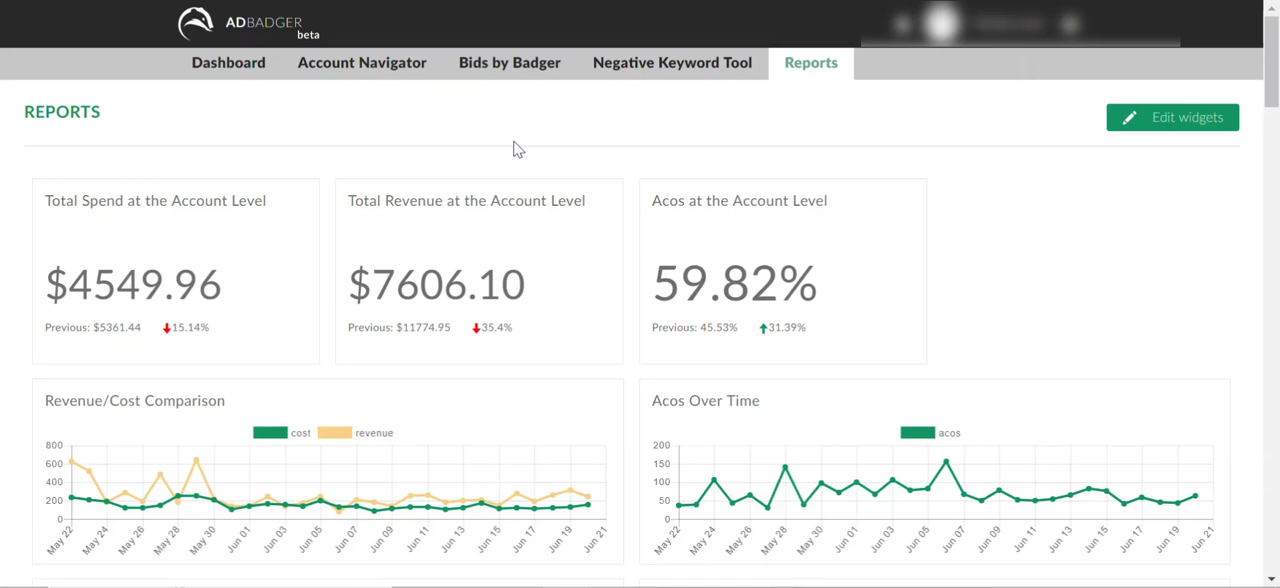 ADBADGER
beta
Dashboard Account Navigator Bids by Badger Negative Keyword Tool Reports
REPORTS
Edit widgets
Total Spend at the Account Level
$4549.96
Previous: $5361.44 15.14%
Total Revenue at the Account Level
$7606.10
Previous: $11774.95 35.4%
Acos at the Account Level
59.82%
Previous: 45.53% 31.39%
Revenue/Cost Comparison
cost revenue
800
600
400
200
0
May 22 May 24 May 26 May 28 May 30 Jun 01 Jun 03 Jun 05 Jun 07 Jun 09 Jun 11 Jun 13 Jun 15 Jun 17 Jun 19 Jun 21
Acos Over Time
acos
200
150
100
50
0
May 22 May 24 May 26 May 28 May 30 Jun 01 Jun 03 Jun 05 Jun 07 Jun 09 Jun 11 Jun 13 Jun 15 Jun 17 Jun 19 Jun 21